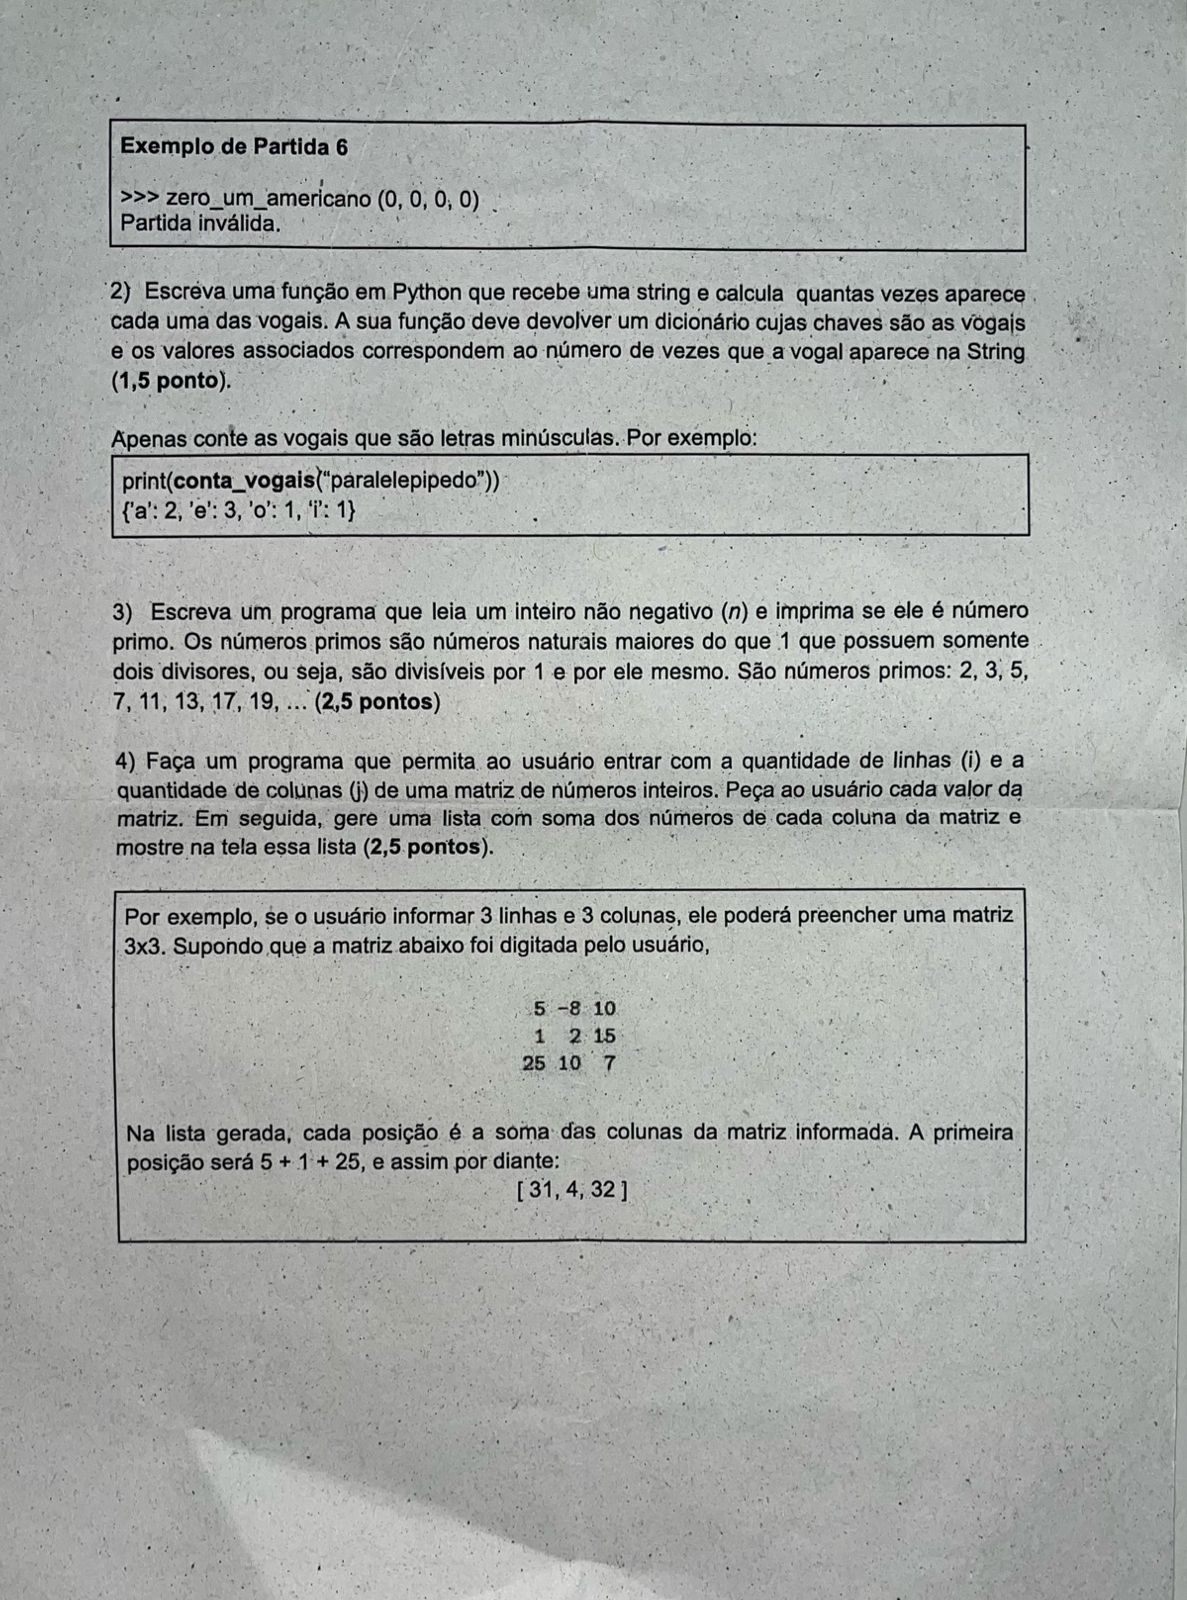 Exemplo de Partida 6
>>> zero_um_americano (0, 0, 0, 0)
Partida inválida.
2) Escreva uma função em Python que recebe uma string e calcula quantas vezes aparece
cada uma das vogais. A sua função deve devolver um dicionário cujas chaves são as vogais
e os valores associados correspondem ao número de vezes que a vogal aparece na String
(1,5 ponto).
Apenas conte as vogais que são letras minúsculas. Por exemplo:
print(conta_vogais(“paralelepipedo”))
{'a': 2, 'e': 3, 'o': 1, ‘i’: 1}
3) Escreva um programa que leia um inteiro não negativo (n) e imprima se ele é número
primo. Os números primos são números naturais maiores do que 1 que possuem somente
dois divisores, ou seja, são divisíveis por 1 e por ele mesmo. São números primos: 2, 3, 5,
7, 11, 13, 17, 19, ... (2,5 pontos)
4) Faça um programa que permita ao usuário entrar com a quantidade de linhas (i) e a
quantidade de colunas (j) de uma matriz de números inteiros. Peça ao usuário cada valor da
matriz. Em seguida, gere uma lista com soma dos números de cada coluna da matriz e
mostre na tela essa lista (2,5 pontos).
Por exemplo, se o usuário informar 3 linhas e 3 colunas, ele poderá preencher uma matriz
3x3. Supondo que a matriz abaixo foi digitada pelo usuário,
5 -8 10
1 2 15
25 10 7
Na lista gerada, cada posição é a soma das colunas da matriz informada. A primeira
posição será 5 + 1 + 25, e assim por diante:
[ 31, 4, 32 ]